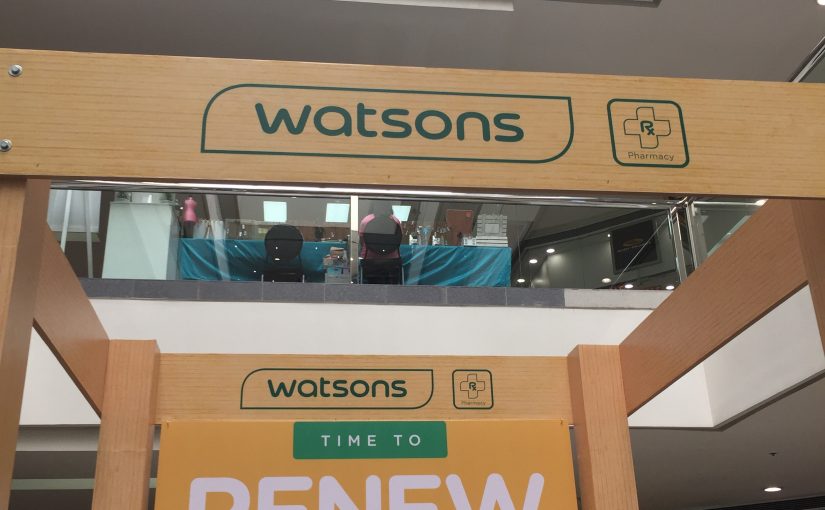 watsons
Rx
Pharmacy
watsons
Rx
Pharmacy
TIME TO
RENEW